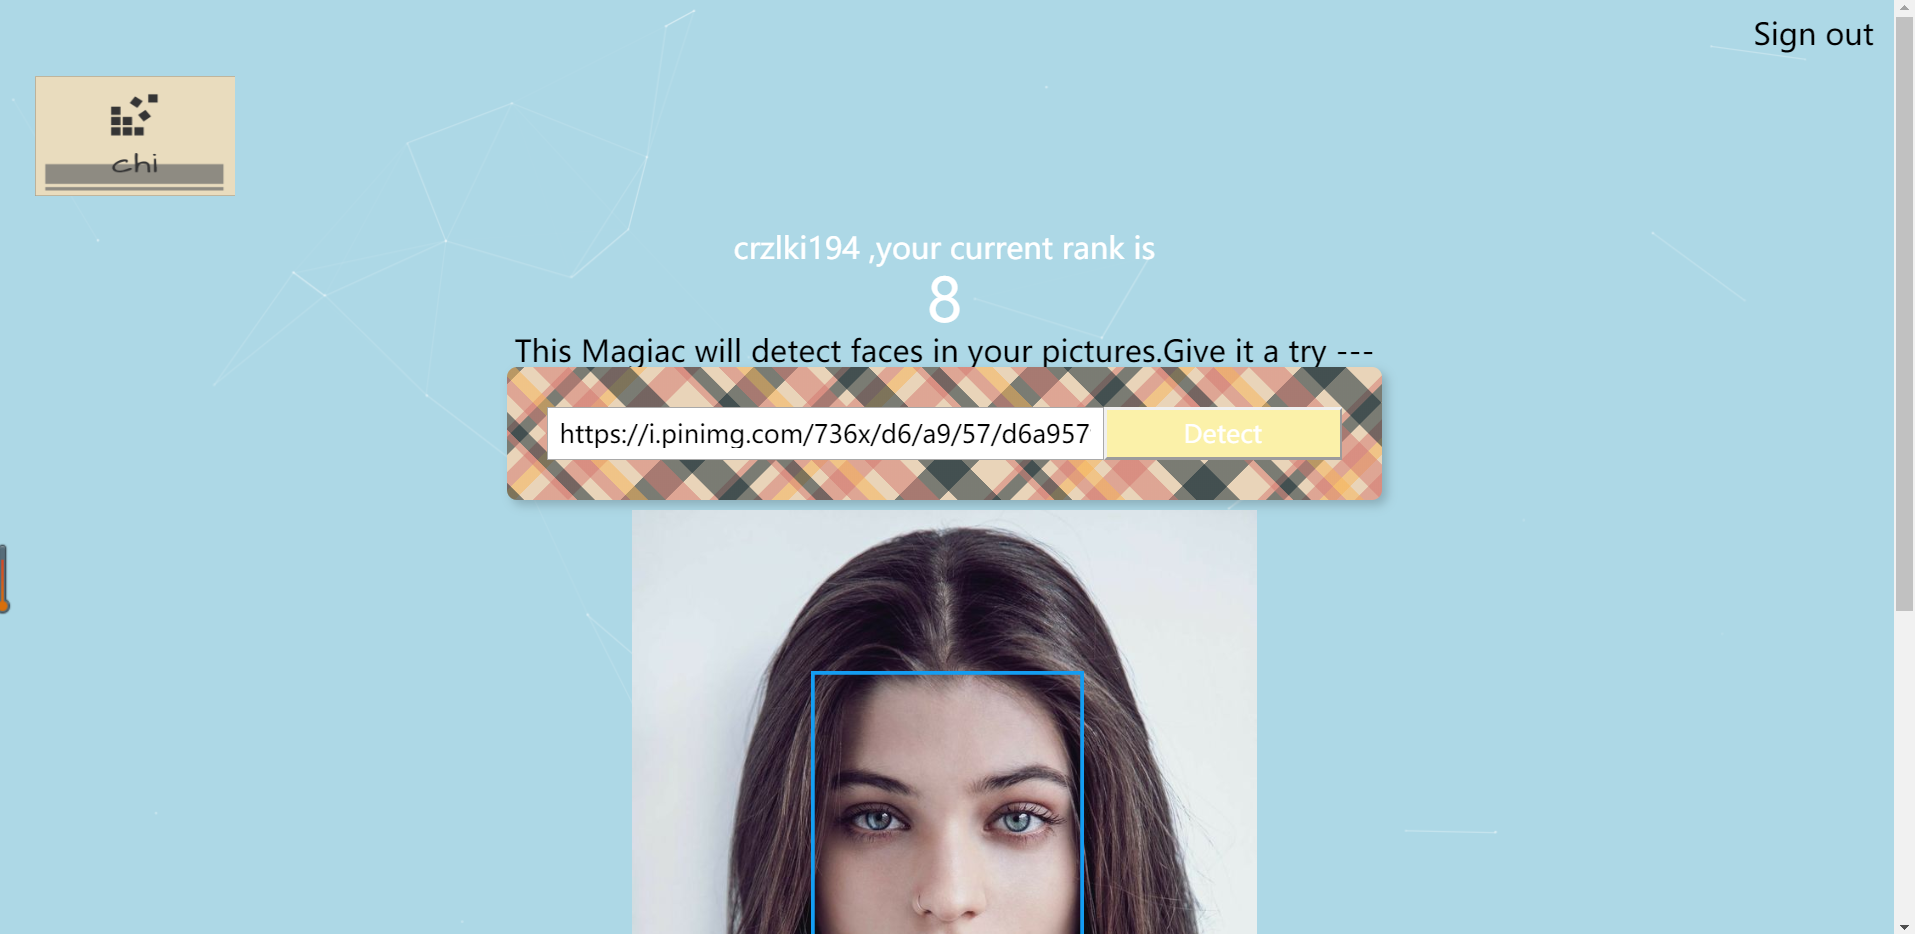 Sign out
chi
crzlki194 ,your current rank is
8
This Magiac will detect faces in your pictures.Give it a try ---
https://i.pinimg.com/736x/d6/a9/57/d6a957
Detect